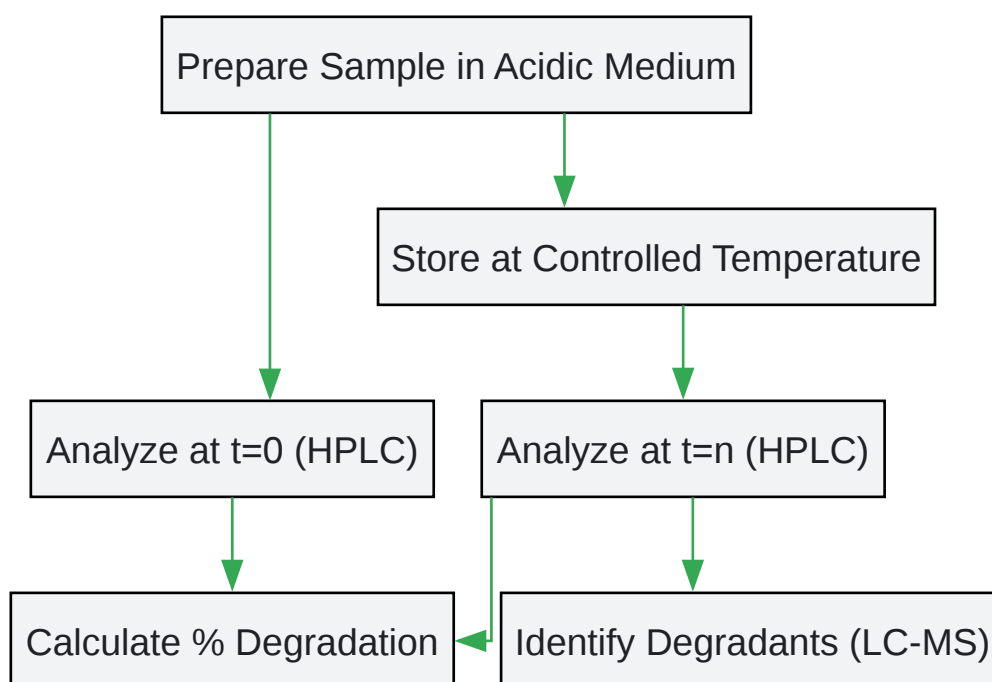 Prepare Sample in Acidic Medium
Store at Controlled Temperature
Analyze at t=0 (HPLC)
Analyze at t=n (HPLC)
Calculate % Degradation
Identify Degradants (LC-MS)